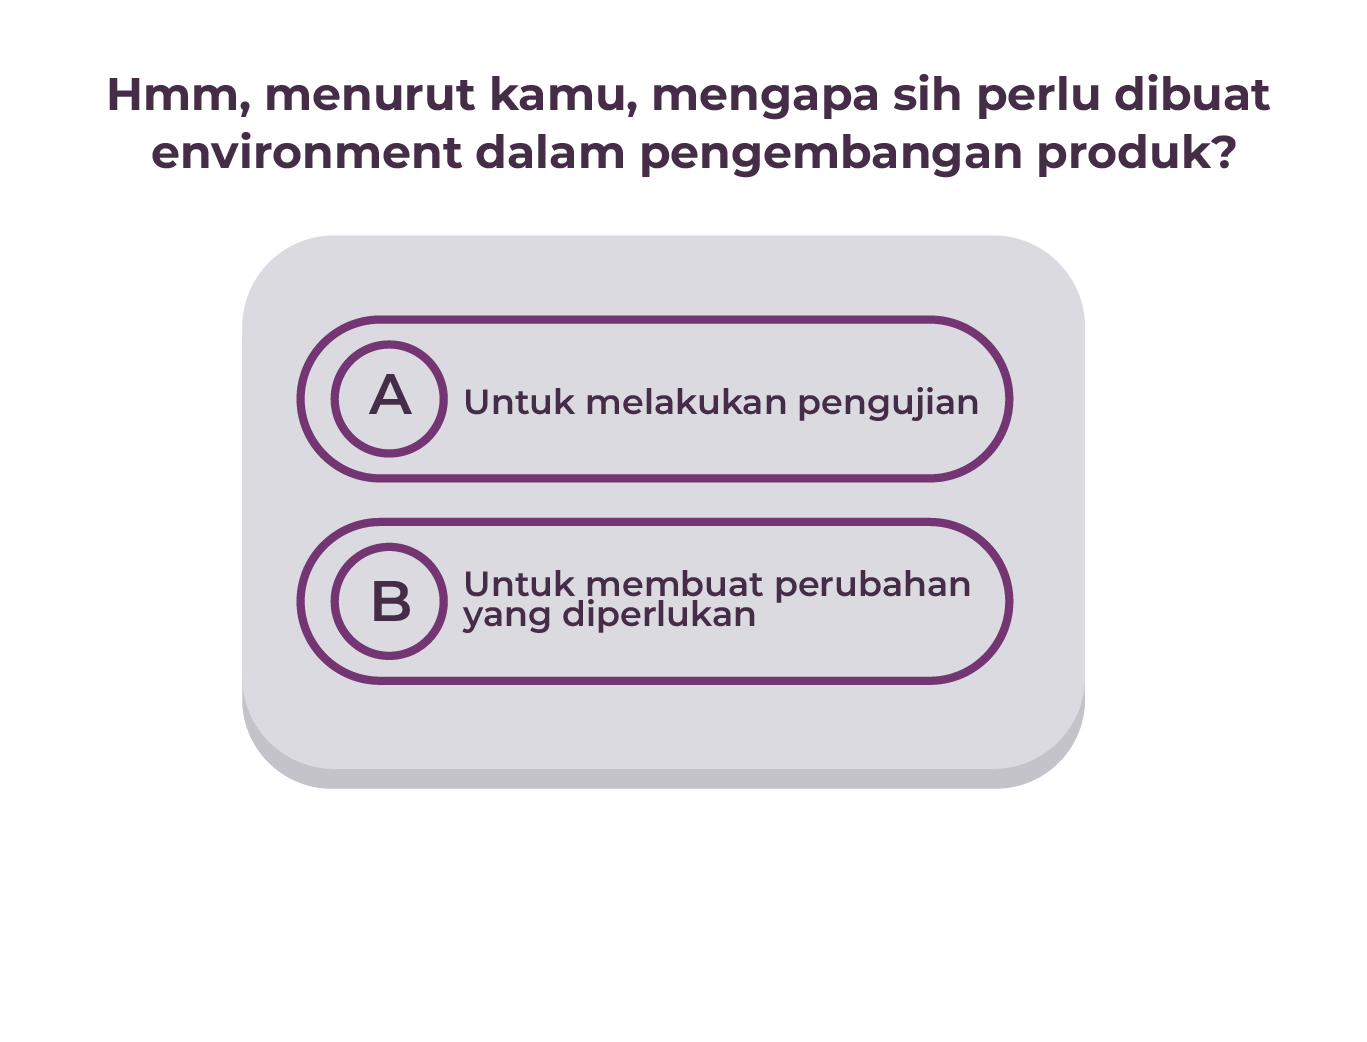 Hmm, menurut kamu, mengapa sih perlu dibuat
environment dalam pengembangan produk?
A
Untuk melakukan pengujian
B
Untuk membuat perubahan
yang diperlukan